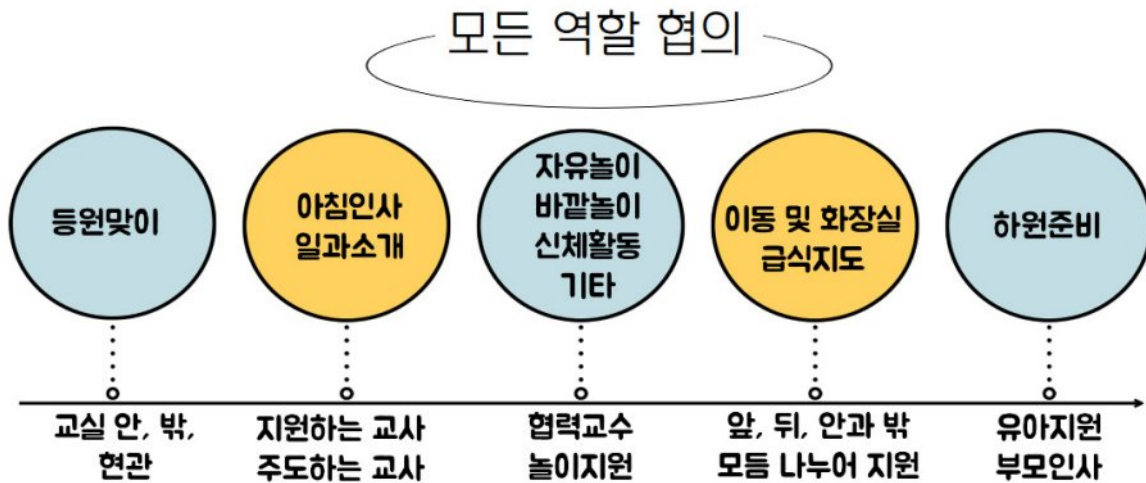 모든 역할 협의
등원맞이
아침인사
일과소개
자유놀이
바깥놀이
신체활동
기타
이동 및 화장실
급식지도
하원준비
교실 안, 밖,
현관
지원하는 교사
주도하는 교사
협력교수
놀이지원
앞, 뒤, 안과 밖
모듬 나누어 지원
유아지원
부모인사